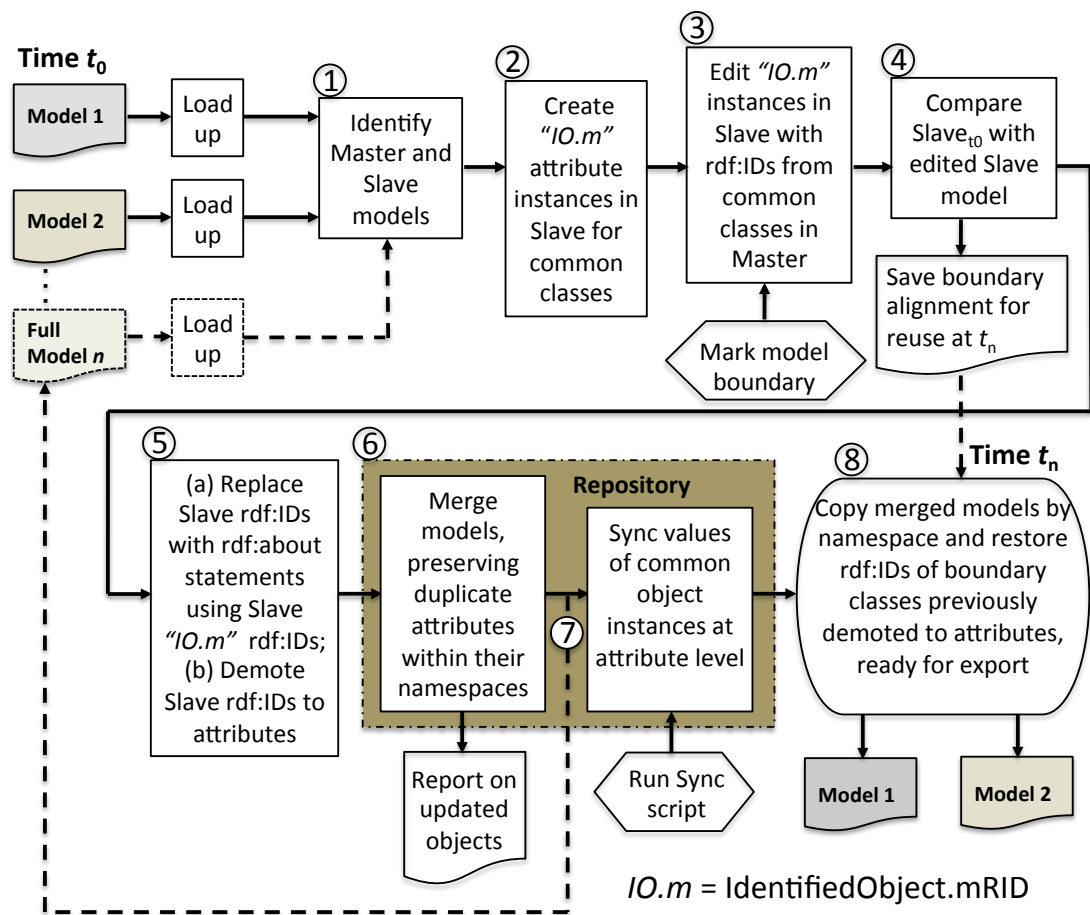 Time t0
Model 1
Load
up
Model 2
Load
up
Full
Model n
Load
up
1
Identify
Master and
Slave
models
2
Create
“IO.m”
attribute
instances in
Slave for
common
classes
3
Edit “IO.m”
instances in
Slave with
rdf:IDs from
common
classes in
Master
Mark model
boundary
4
Compare
Slavet0 with
edited Slave
model
Save boundary
alignment for
reuse at tn
5
(a) Replace
Slave rdf:IDs
with rdf:about
statements
using Slave
“IO.m” rdf:IDs;
(b) Demote
Slave rdf:IDs to
attributes
6
Repository
Merge
models,
preserving
duplicate
attributes
within their
namespaces
7
Sync values
of common
object
instances at
attribute level
Report on
updated
objects
Run Sync
script
8
Time tn
Copy merged models by
namespace and restore
rdf:IDs of boundary
classes previously
demoted to attributes,
ready for export
Model 1
Model 2
IO.m = IdentifiedObject.mRID